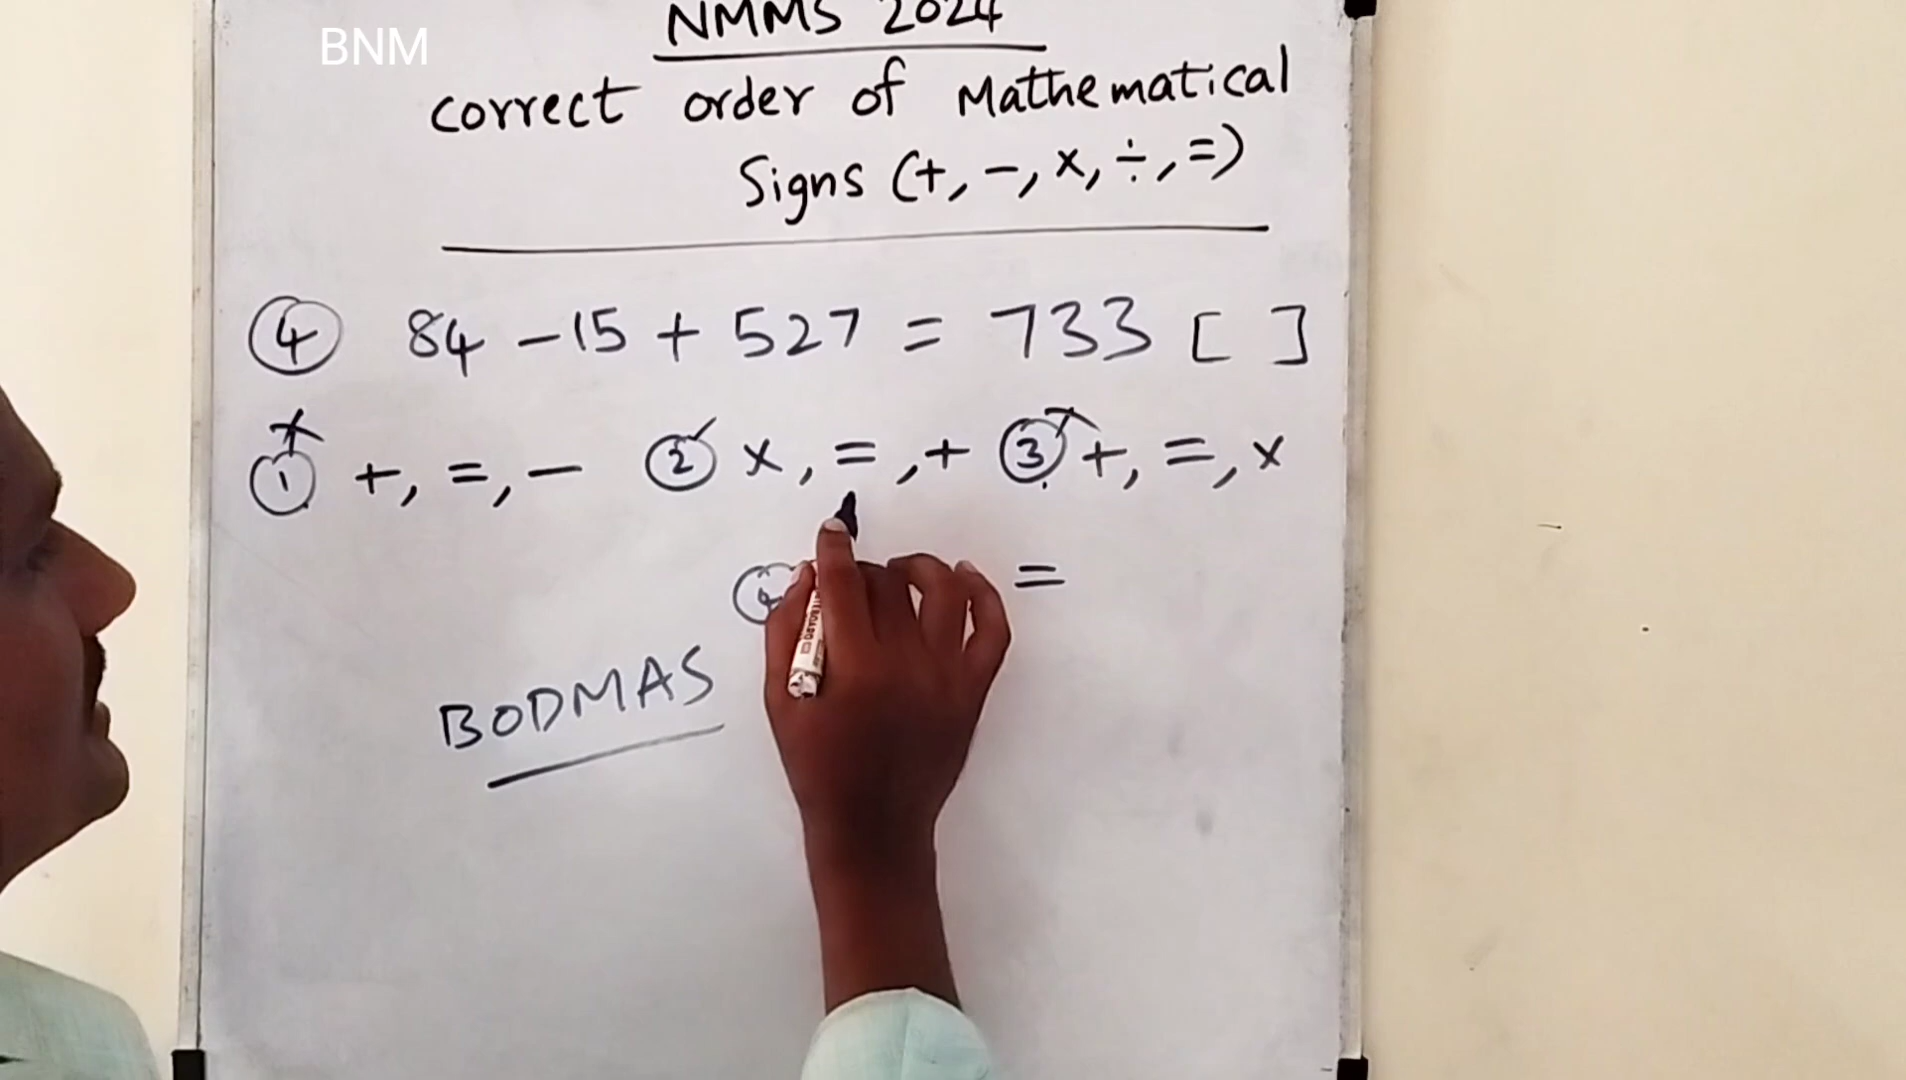 BNM
NMMS 2024
correct order of Mathematical
Signs (+, -, x, ÷, =)
④ 84 - 15 + 527 = 733 [ ]
① +, =, - ② x, =, + ③ +, =, x
=
BODMAS